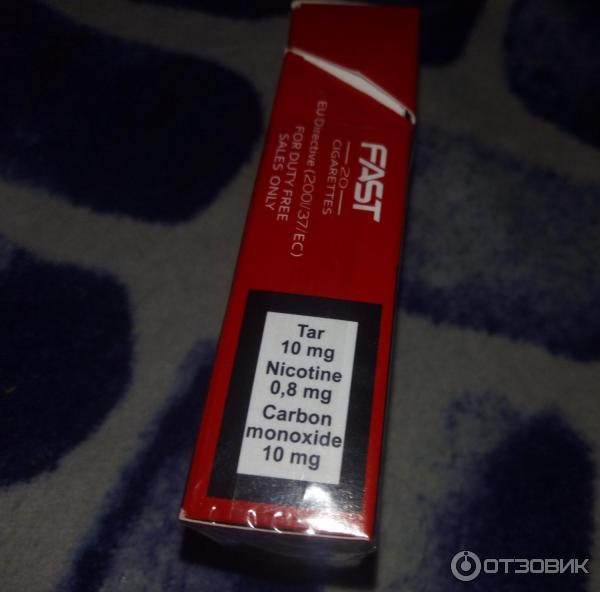 FAST
20
CIGARETTES
EU Directive (2001/37/EC)
FOR DUTY FREE
SALES ONLY
Tar
10 mg
Nicotine
0,8 mg
Carbon
monoxide
10 mg
ОТЗОВИК